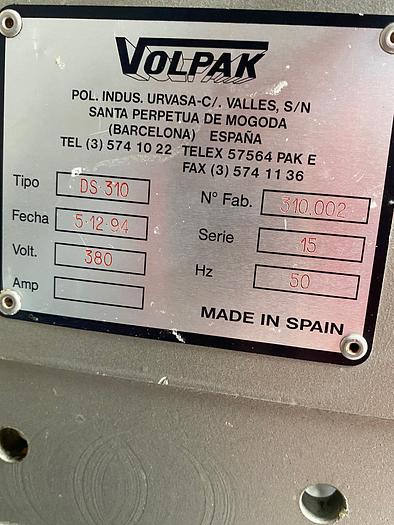 VOLPAK
POL. INDUS. URVASA-C/. VALLES, S/N
SANTA PERPETUA DE MOGODA
(BARCELONA) ESPAÑA
TEL (3) 574 10 22 TELEX 57564 PAK E
FAX (3) 574 11 36
Tipo DS-310 Nº Fab. 310.002
Fecha 5-12-94 Serie 15
Volt. 380 Hz 50
Amp
MADE IN SPAIN